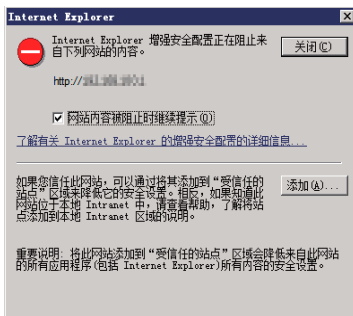 Internet Explorer
Internet Explorer 增强安全配置正在阻止来
自下列网站的内容。
关闭(C)
http://
网站内容被阻止时继续提示(O)
了解有关 Internet Explorer 的增强安全配置的详细信息...
如果您信任此网站，可以通过将其添加到“受信任的
站点”区域来降低它的安全设置。相反，如果知道此
网站位于本地 Intranet 中，请查看帮助，了解将站
点添加到本地 Intranet 区域的说明。
添加(A)...
重要说明: 将此网站添加到“受信任的站点”区域会降低来自此网站
的所有应用程序(包括 Internet Explorer)所有内容的安全设置。